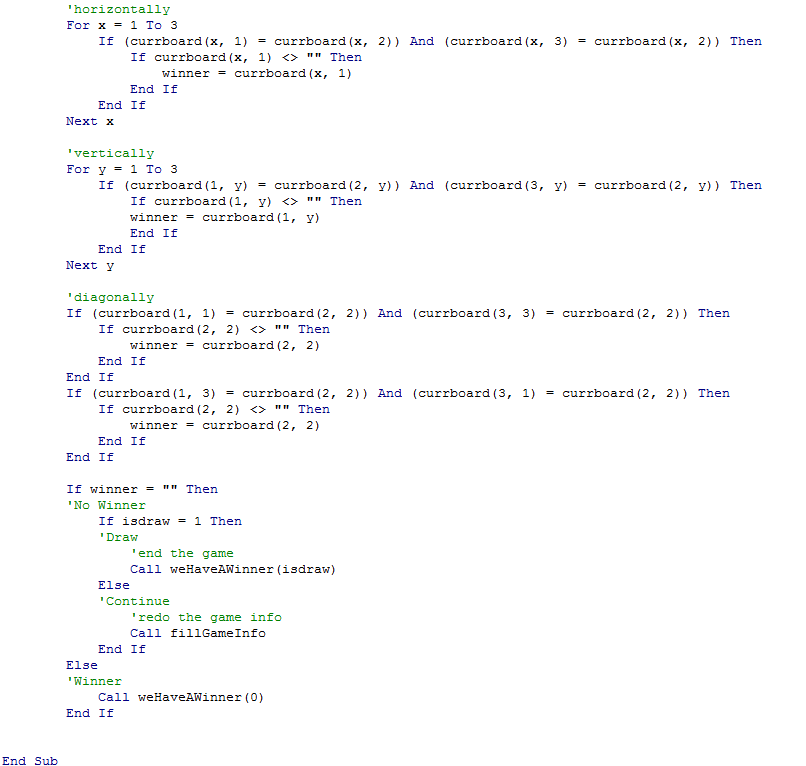 'horizontally
For x = 1 To 3
If (currboard(x, 1) = currboard(x, 2)) And (currboard(x, 3) = currboard(x, 2)) Then
If currboard(x, 1) <> "" Then
winner = currboard(x, 1)
End If
End If
Next x
'vertically
For y = 1 To 3
If (currboard(1, y) = currboard(2, y)) And (currboard(3, y) = currboard(2, y)) Then
If currboard(1, y) <> "" Then
winner = currboard(1, y)
End If
End If
Next y
'diagonally
If (currboard(1, 1) = currboard(2, 2)) And (currboard(3, 3) = currboard(2, 2)) Then
If currboard(2, 2) <> "" Then
winner = currboard(2, 2)
End If
End If
If (currboard(1, 3) = currboard(2, 2)) And (currboard(3, 1) = currboard(2, 2)) Then
If currboard(2, 2) <> "" Then
winner = currboard(2, 2)
End If
End If
If winner = "" Then
'No Winner
If isdraw = 1 Then
'Draw
'end the game
Call weHaveAWinner(isdraw)
Else
'Continue
'redo the game info
Call fillGameInfo
End If
Else
'Winner
Call weHaveAWinner(0)
End If
End Sub